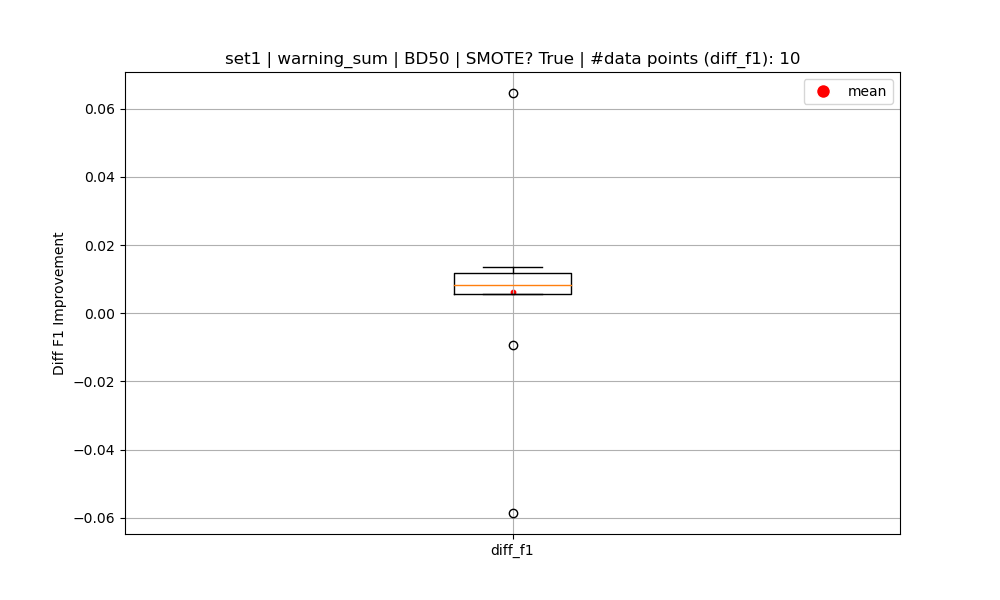 set1 | warning_sum | BD50 | SMOTE? True | #data points (diff_f1): 10
mean
Diff F1 Improvement
0.06
0.04
0.02
0.00
−0.02
−0.04
−0.06
diff_f1